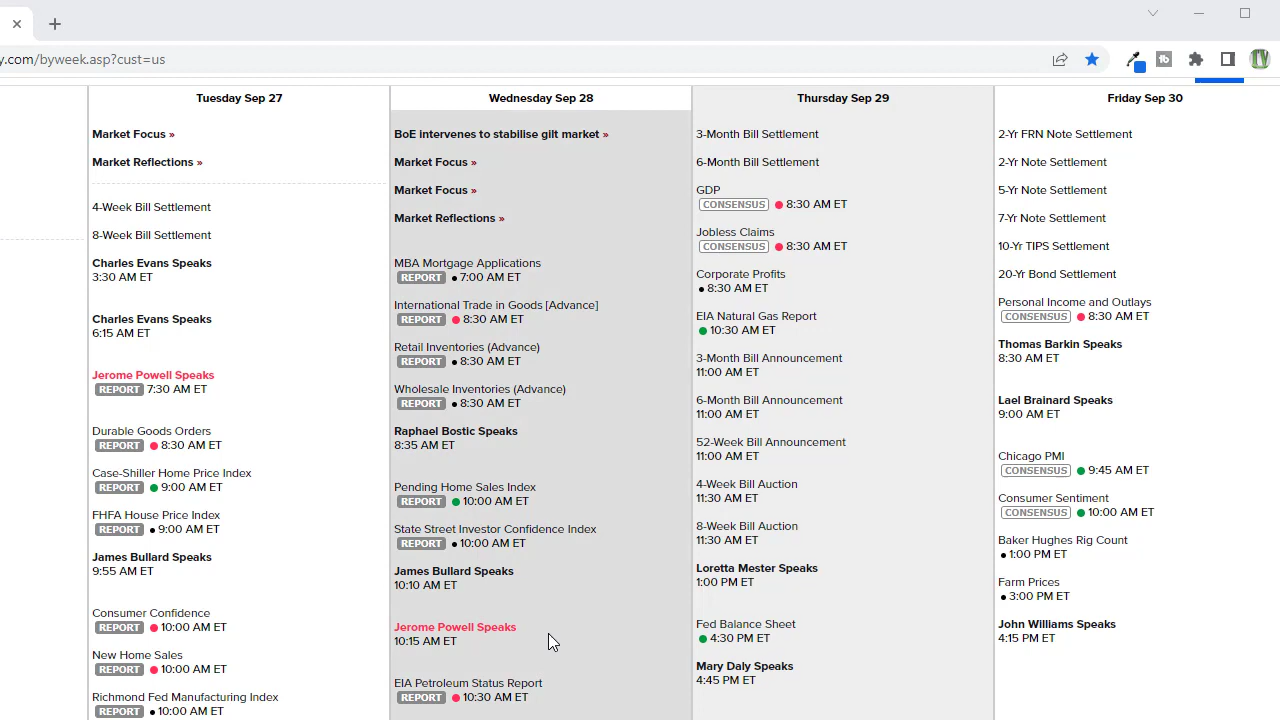 y.com/byweek.asp?cust=us
Tuesday Sep 27
Market Focus »
Market Reflections »
4-Week Bill Settlement
8-Week Bill Settlement
Charles Evans Speaks
3:30 AM ET
Charles Evans Speaks
6:15 AM ET
Jerome Powell Speaks
REPORT 7:30 AM ET
Durable Goods Orders
REPORT 8:30 AM ET
Case-Shiller Home Price Index
REPORT 9:00 AM ET
FHFA House Price Index
REPORT 9:00 AM ET
James Bullard Speaks
9:55 AM ET
Consumer Confidence
REPORT 10:00 AM ET
New Home Sales
REPORT 10:00 AM ET
Richmond Fed Manufacturing Index
REPORT 10:00 AM ET
Wednesday Sep 28
BoE intervenes to stabilise gilt market »
Market Focus »
Market Focus »
Market Reflections »
MBA Mortgage Applications
REPORT 7:00 AM ET
International Trade in Goods [Advance]
REPORT 8:30 AM ET
Retail Inventories (Advance)
REPORT 8:30 AM ET
Wholesale Inventories (Advance)
REPORT 8:30 AM ET
Raphael Bostic Speaks
8:35 AM ET
Pending Home Sales Index
REPORT 10:00 AM ET
State Street Investor Confidence Index
REPORT 10:00 AM ET
James Bullard Speaks
10:10 AM ET
Jerome Powell Speaks
10:15 AM ET
EIA Petroleum Status Report
REPORT 10:30 AM ET
Thursday Sep 29
3-Month Bill Settlement
6-Month Bill Settlement
GDP
CONSENSUS 8:30 AM ET
Jobless Claims
CONSENSUS 8:30 AM ET
Corporate Profits
8:30 AM ET
EIA Natural Gas Report
10:30 AM ET
3-Month Bill Announcement
11:00 AM ET
6-Month Bill Announcement
11:00 AM ET
52-Week Bill Announcement
11:00 AM ET
4-Week Bill Auction
11:30 AM ET
8-Week Bill Auction
11:30 AM ET
Loretta Mester Speaks
1:00 PM ET
Fed Balance Sheet
4:30 PM ET
Mary Daly Speaks
4:45 PM ET
Friday Sep 30
2-Yr FRN Note Settlement
2-Yr Note Settlement
5-Yr Note Settlement
7-Yr Note Settlement
10-Yr TIPS Settlement
20-Yr Bond Settlement
Personal Income and Outlays
CONSENSUS 8:30 AM ET
Thomas Barkin Speaks
8:30 AM ET
Lael Brainard Speaks
9:00 AM ET
Chicago PMI
CONSENSUS 9:45 AM ET
Consumer Sentiment
CONSENSUS 10:00 AM ET
Baker Hughes Rig Count
1:00 PM ET
Farm Prices
3:00 PM ET
John Williams Speaks
4:15 PM ET